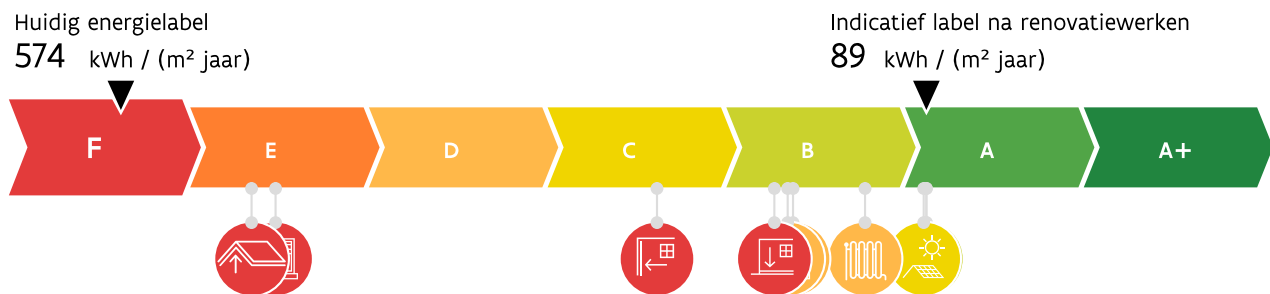 Huidig energielabel
574 kWh / (m² jaar)
Indicatief label na renovatiewerken
89 kWh / (m² jaar)
F E D C B A A+